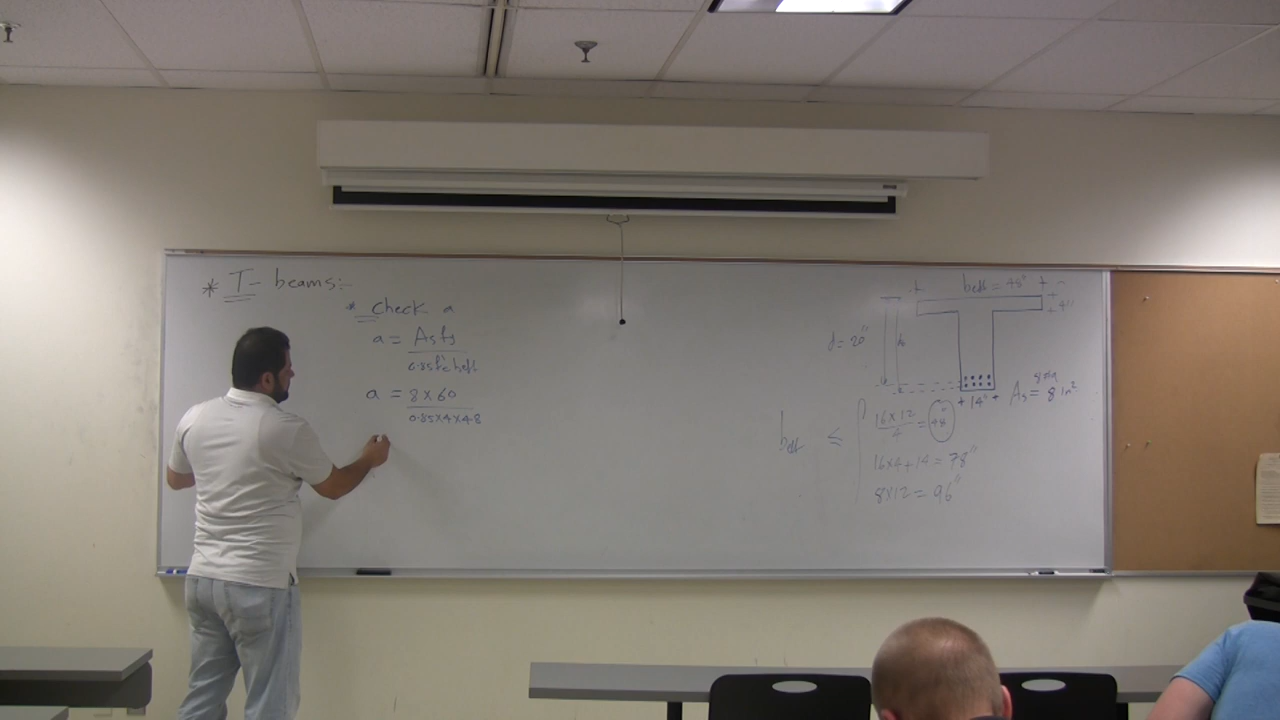 * T- beams:-
* Check a
a = Asfy
0.85f'c beff
a = 8 x 60
0.85x4x48
beff = 48"
4"
d = 20"
14"
As = 8 in²
beff ≤
16x12
4
= 48"
16x4+14 = 78"
8x12 = 96"